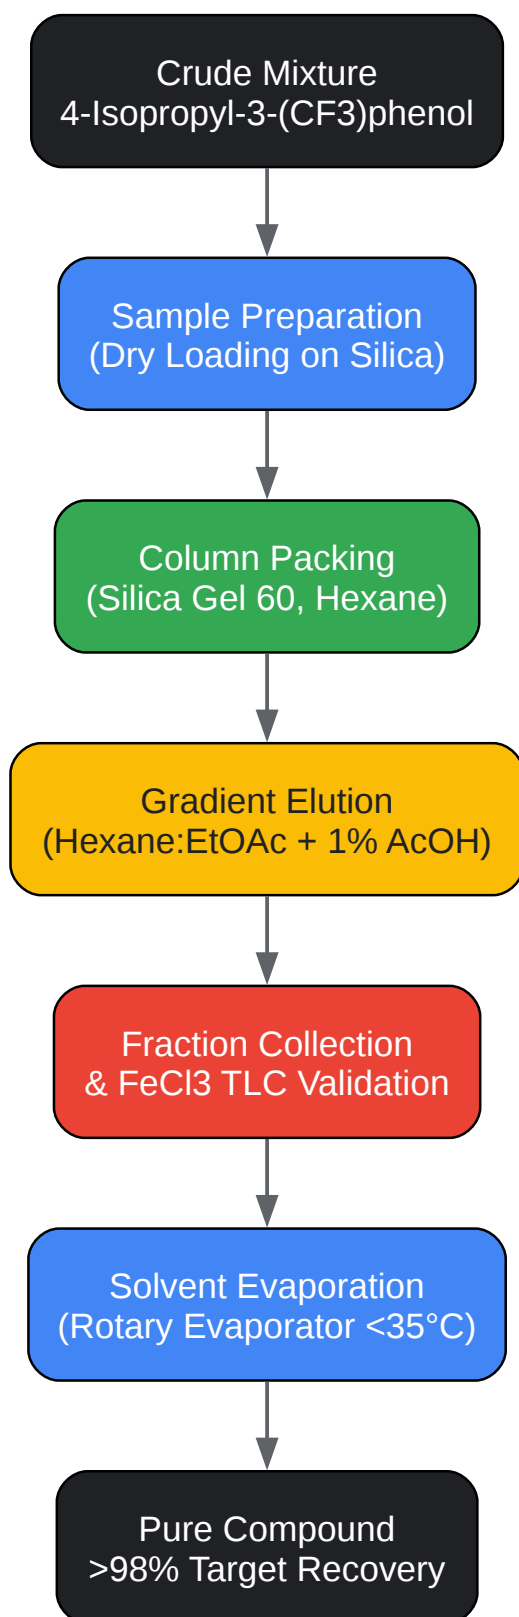 Crude Mixture
4-Isopropyl-3-(CF3)phenol
Sample Preparation
(Dry Loading on Silica)
Column Packing
(Silica Gel 60, Hexane)
Gradient Elution
(Hexane:EtOAc + 1% AcOH)
Fraction Collection
& FeCl3 TLC Validation
Solvent Evaporation
(Rotary Evaporator <35°C)
Pure Compound
>98% Target Recovery